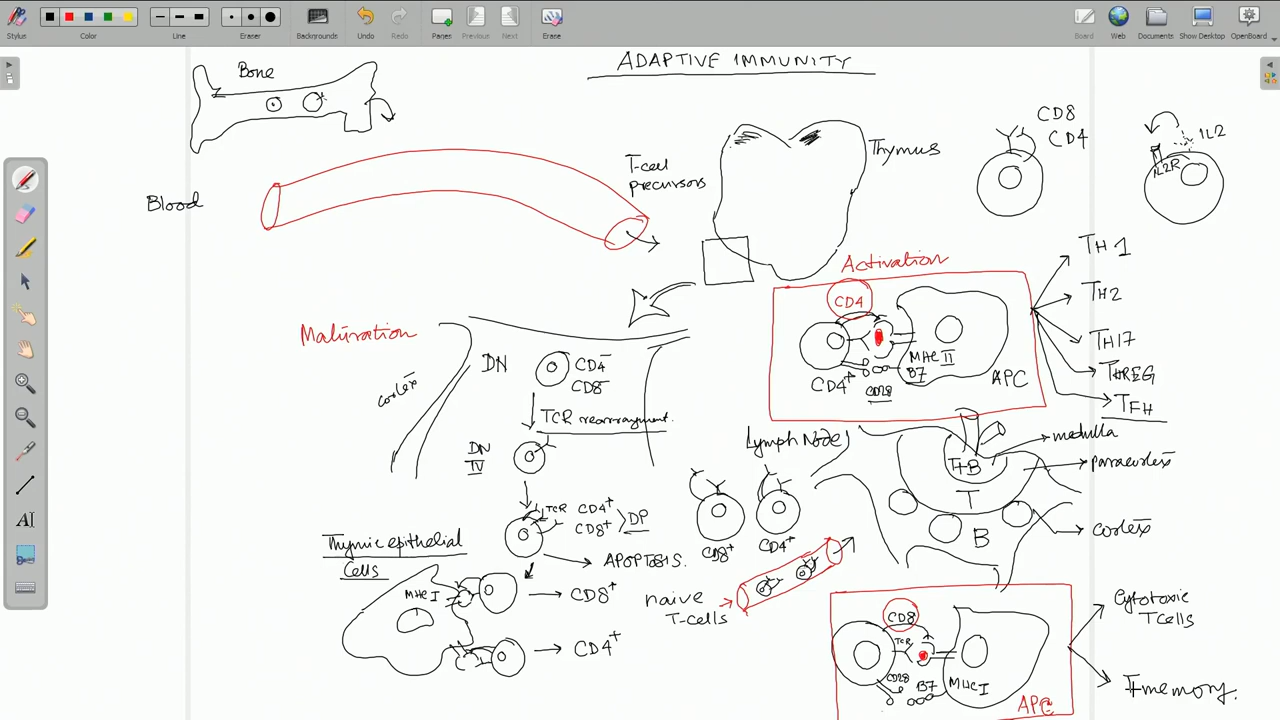 Stylus
Color
Line
Eraser
Backgrounds
Undo
Redo
Pages
Previous
Next
Erase
Board
Web
Documents
Show Desktop
OpenBoard
ADAPTIVE IMMUNITY
Bone
Blood
T-cell
precursors
Thymus
CD8
CD4
IL2
IL2R
Activation
CD4
CD4+
CD28
B7
MHC II
APC
TH1
TH2
TH17
THREG
TFH
Maturation
cortex
DN
CD4-
CD8-
TCR rearrangment.
DN
IV
TCR CD4+
CD8+
DP
APOPTOSIS.
Thymic epithelial
Cells
MHC I
CD8+
CD4+
Lymph Node
CD8+
CD4+
naive
T-cells
T+B
T
B
medulla
paracortex
cortex
CD8
TCR
CD28
B7
MHC I
APC
Cytotoxic
T cells
T-memory.